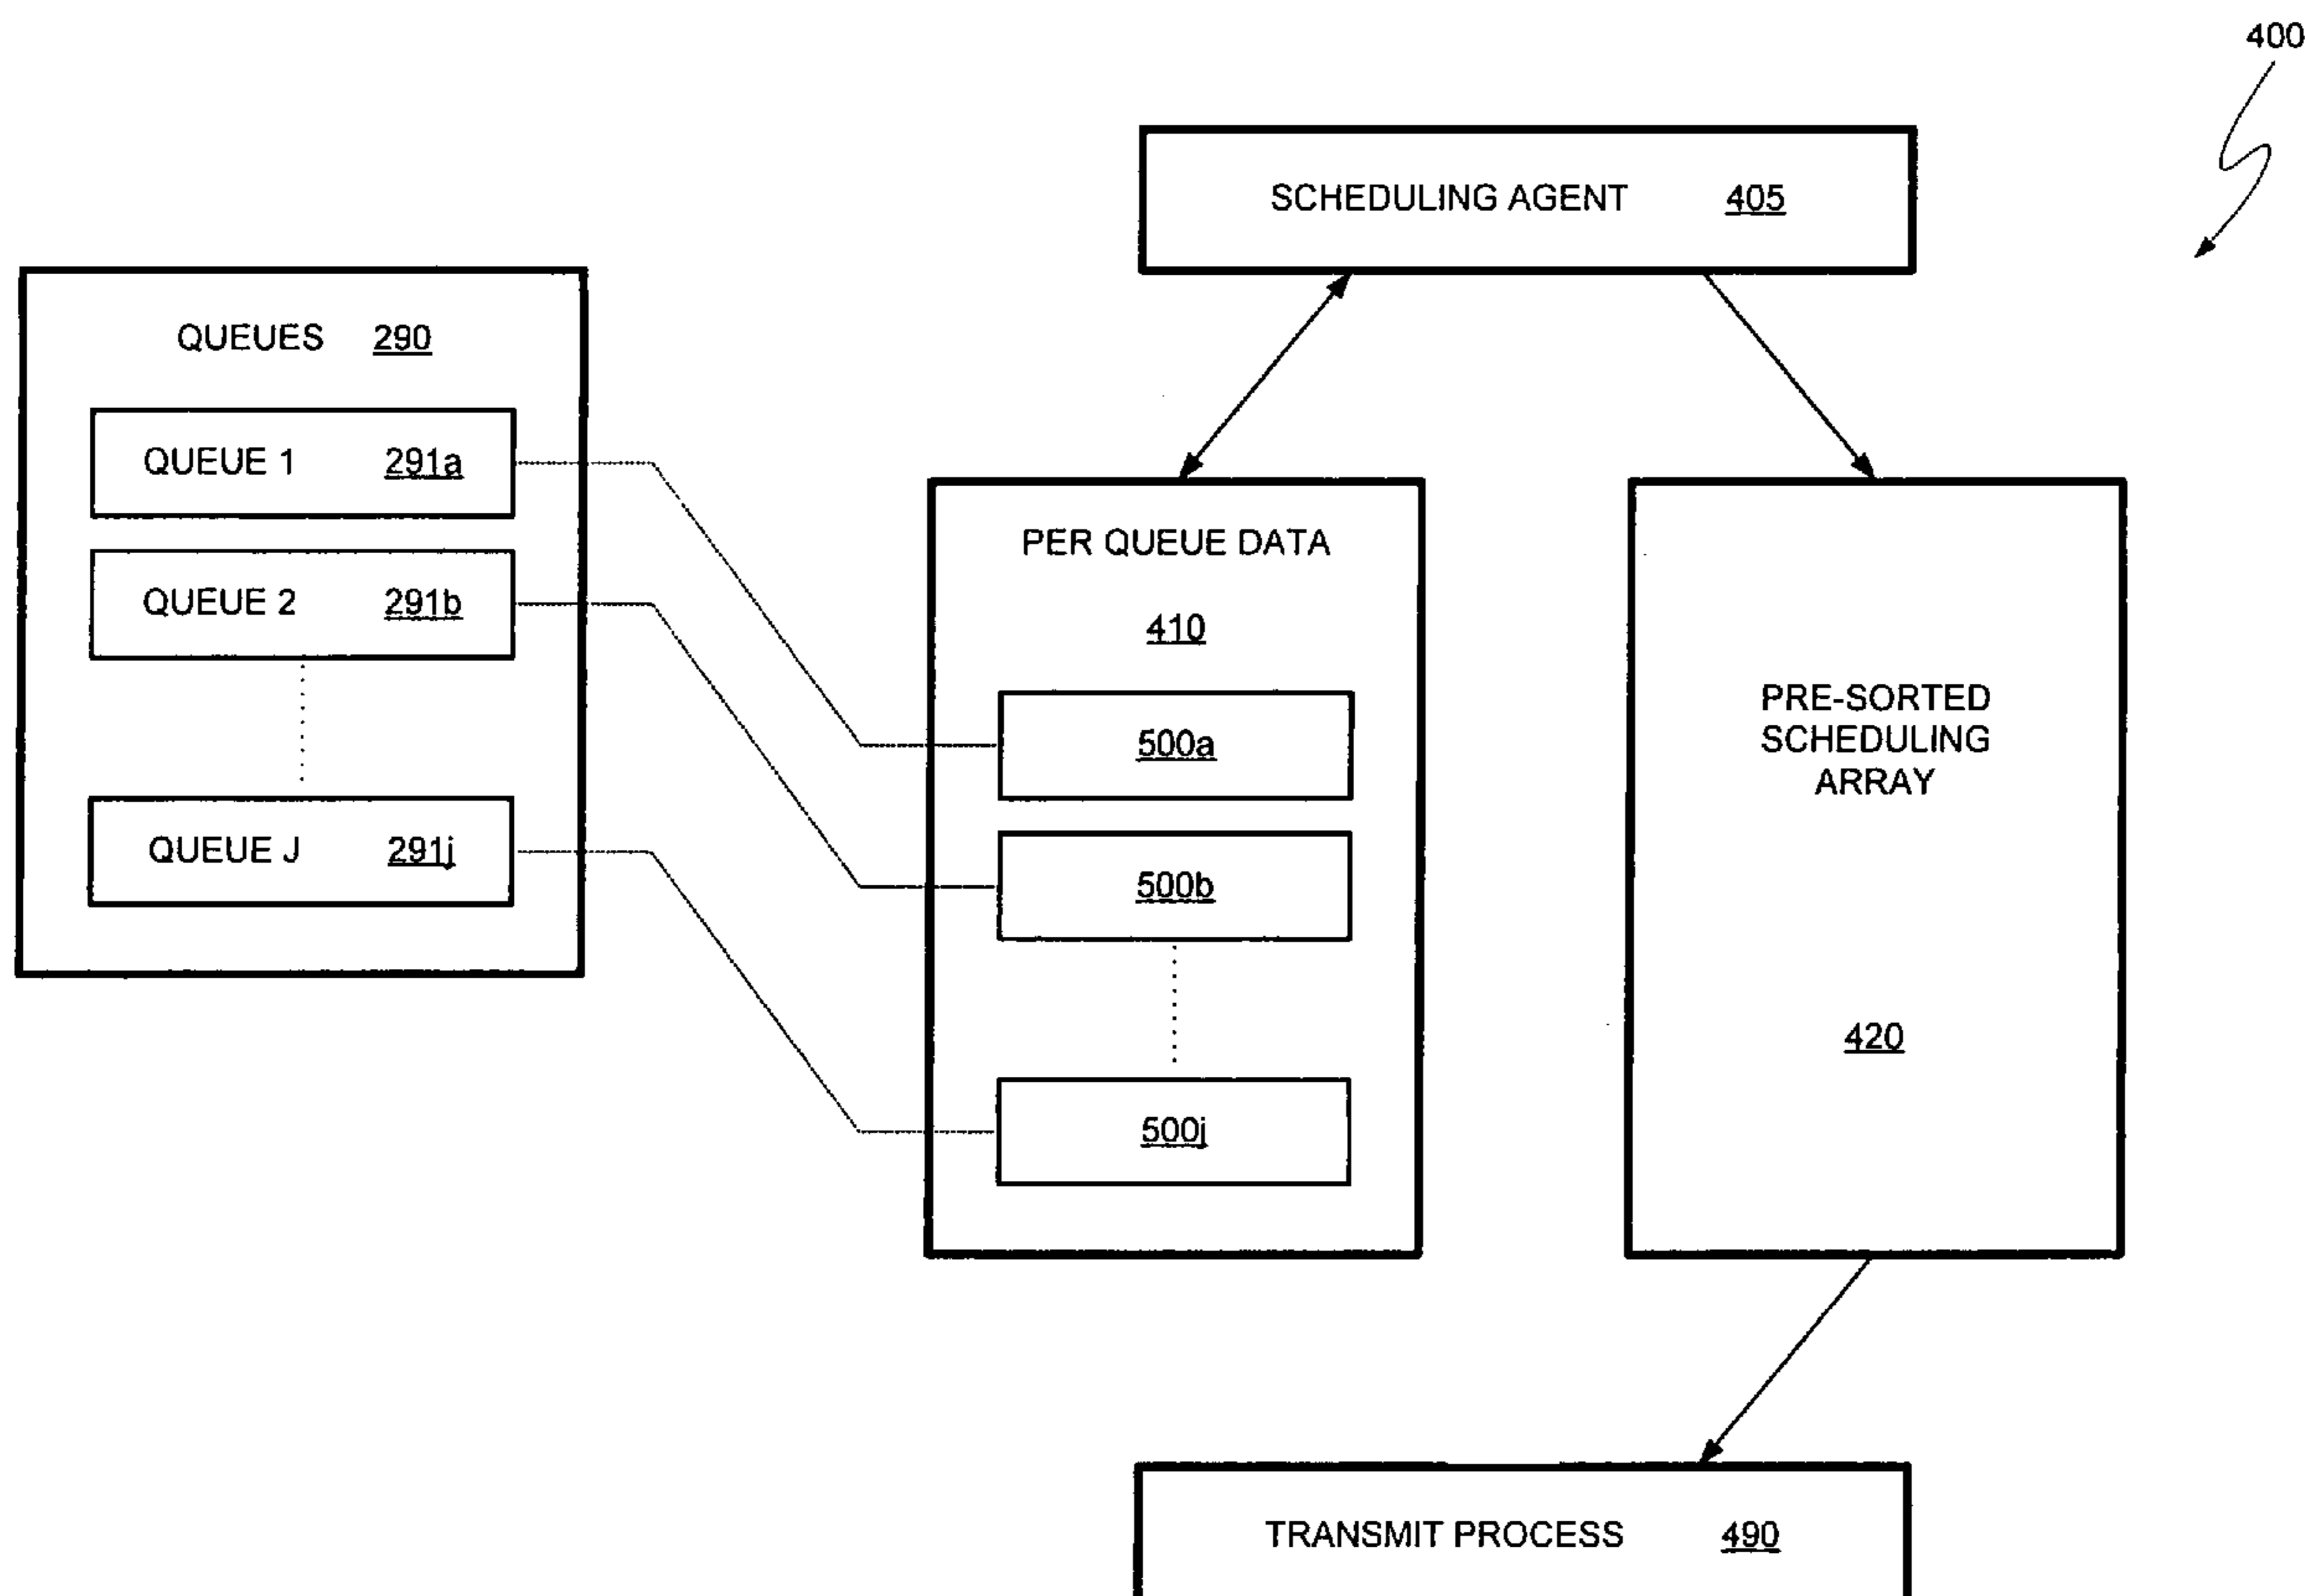 400
SCHEDULING AGENT 405
QUEUES 290
QUEUE 1 291a
QUEUE 2 291b
QUEUE J 291j
PER QUEUE DATA
410
500a
500b
500j
PRE-SORTED
SCHEDULING
ARRAY
420
TRANSMIT PROCESS 490